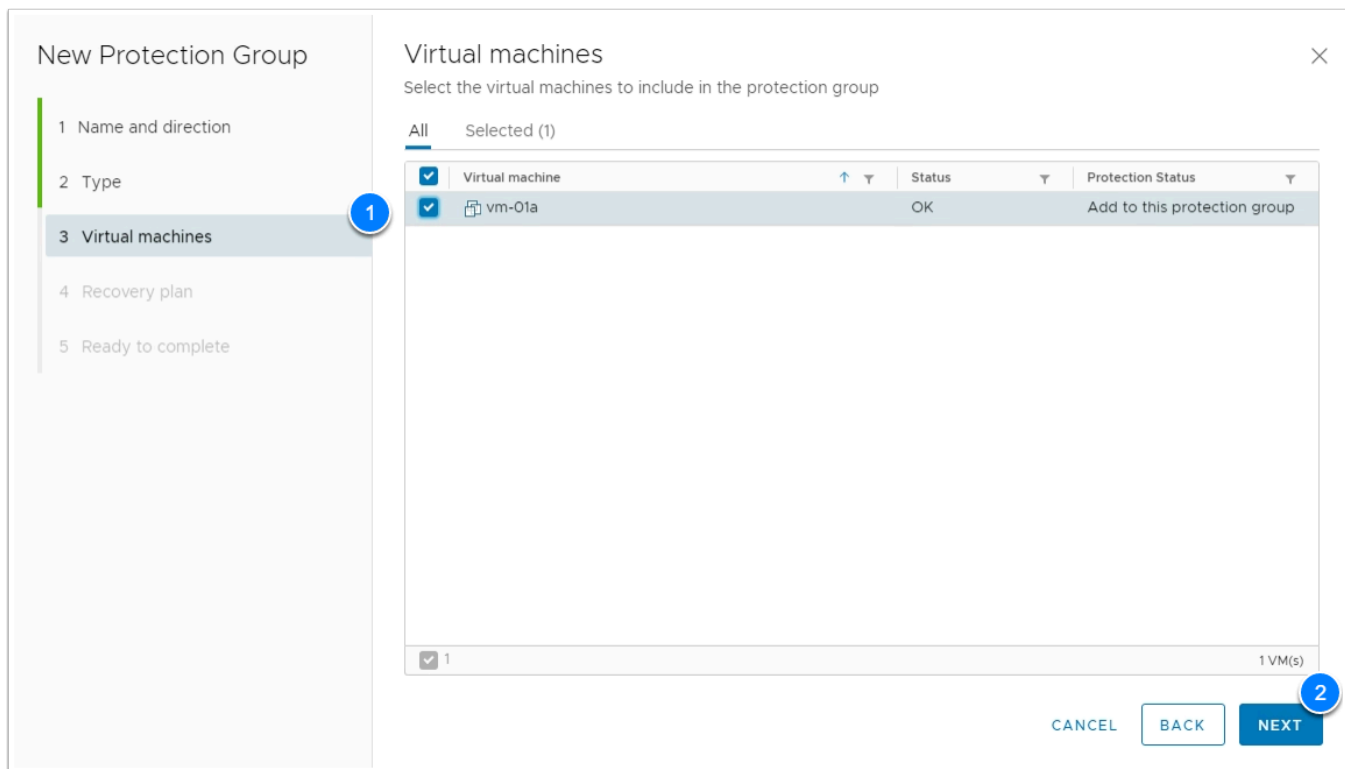 New Protection Group
1 Name and direction
2 Type
3 Virtual machines
4 Recovery plan
5 Ready to complete
Virtual machines
Select the virtual machines to include in the protection group
All Selected (1)
Virtual machine Status Protection Status
1
vm-01a OK Add to this protection group
1 1 VM(s)
2
CANCEL BACK NEXT